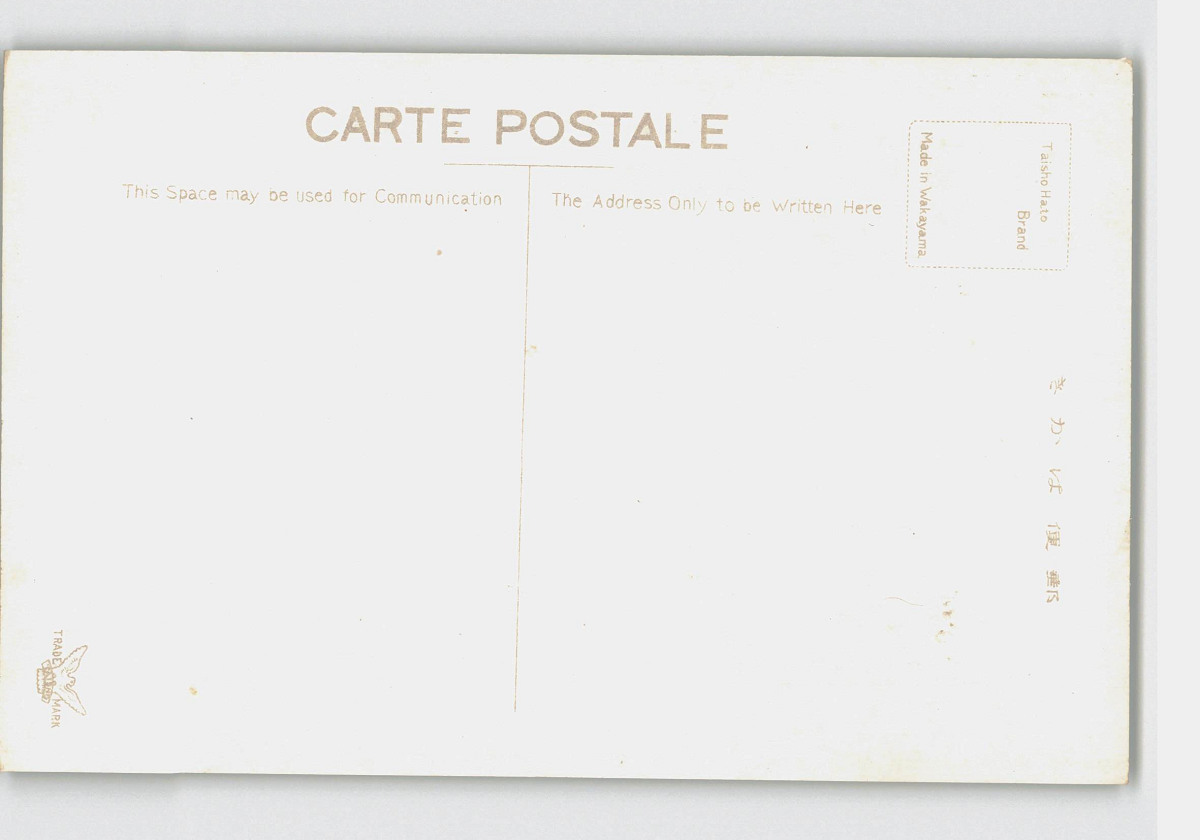 CARTE POSTALE
This Space may be used for Communication
The Address Only to be Written Here
Taisho Hato
Brand
Made in Wakayama
きかは便郵
TRADE MARK